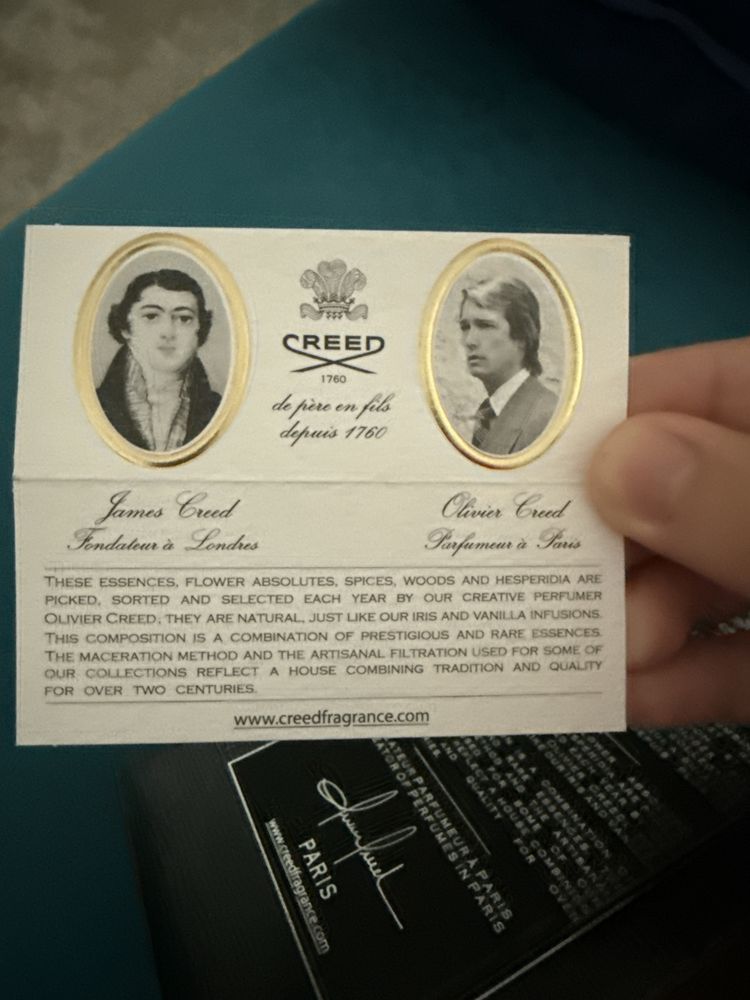 CREED
1760
de père en fils
depuis 1760
James Creed
Fondateur à Londres
Olivier Creed
Parfumeur à Paris
THESE ESSENCES, FLOWER ABSOLUTES, SPICES, WOODS AND HESPERIDIA ARE
PICKED, SORTED AND SELECTED EACH YEAR BY OUR CREATIVE PERFUMER
OLIVIER CREED, THEY ARE NATURAL, JUST LIKE OUR IRIS AND VANILLA INFUSIONS.
THIS COMPOSITION IS A COMBINATION OF PRESTIGIOUS AND RARE ESSENCES.
THE MACERATION METHOD AND THE ARTISANAL FILTRATION USED FOR SOME OF
OUR COLLECTIONS REFLECT A HOUSE COMBINING TRADITION AND QUALITY
FOR OVER TWO CENTURIES.
www.creedfragrance.com
PARFUMEUR À PARIS
OF PERFUMES IN PARIS
PARIS
www.creedfragrance.com